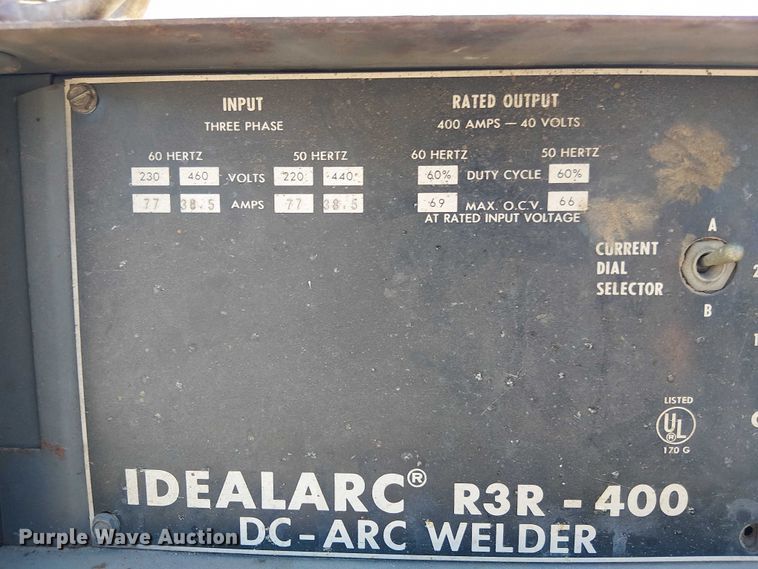 INPUT
THREE PHASE
60 HERTZ 50 HERTZ
230 460 VOLTS 220 440
77 38.5 AMPS 77 38.5
RATED OUTPUT
400 AMPS — 40 VOLTS
60 HERTZ 50 HERTZ
60% DUTY CYCLE 60%
69 MAX. O.C.V. 66
AT RATED INPUT VOLTAGE
A
CURRENT
DIAL
SELECTOR
B
2
1
LISTED
UL
®
170 G
IDEALARC® R3R - 400
DC - ARC WELDER
Purple Wave Auction